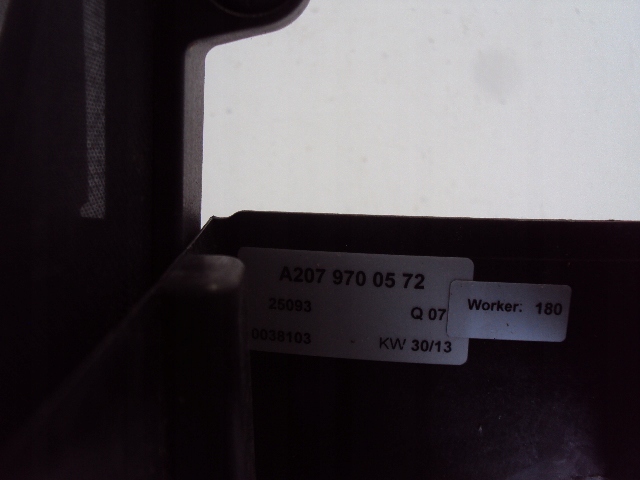 A207 970 05 72
25093 Q 07
0038103 - KW 30/13
Worker: 180